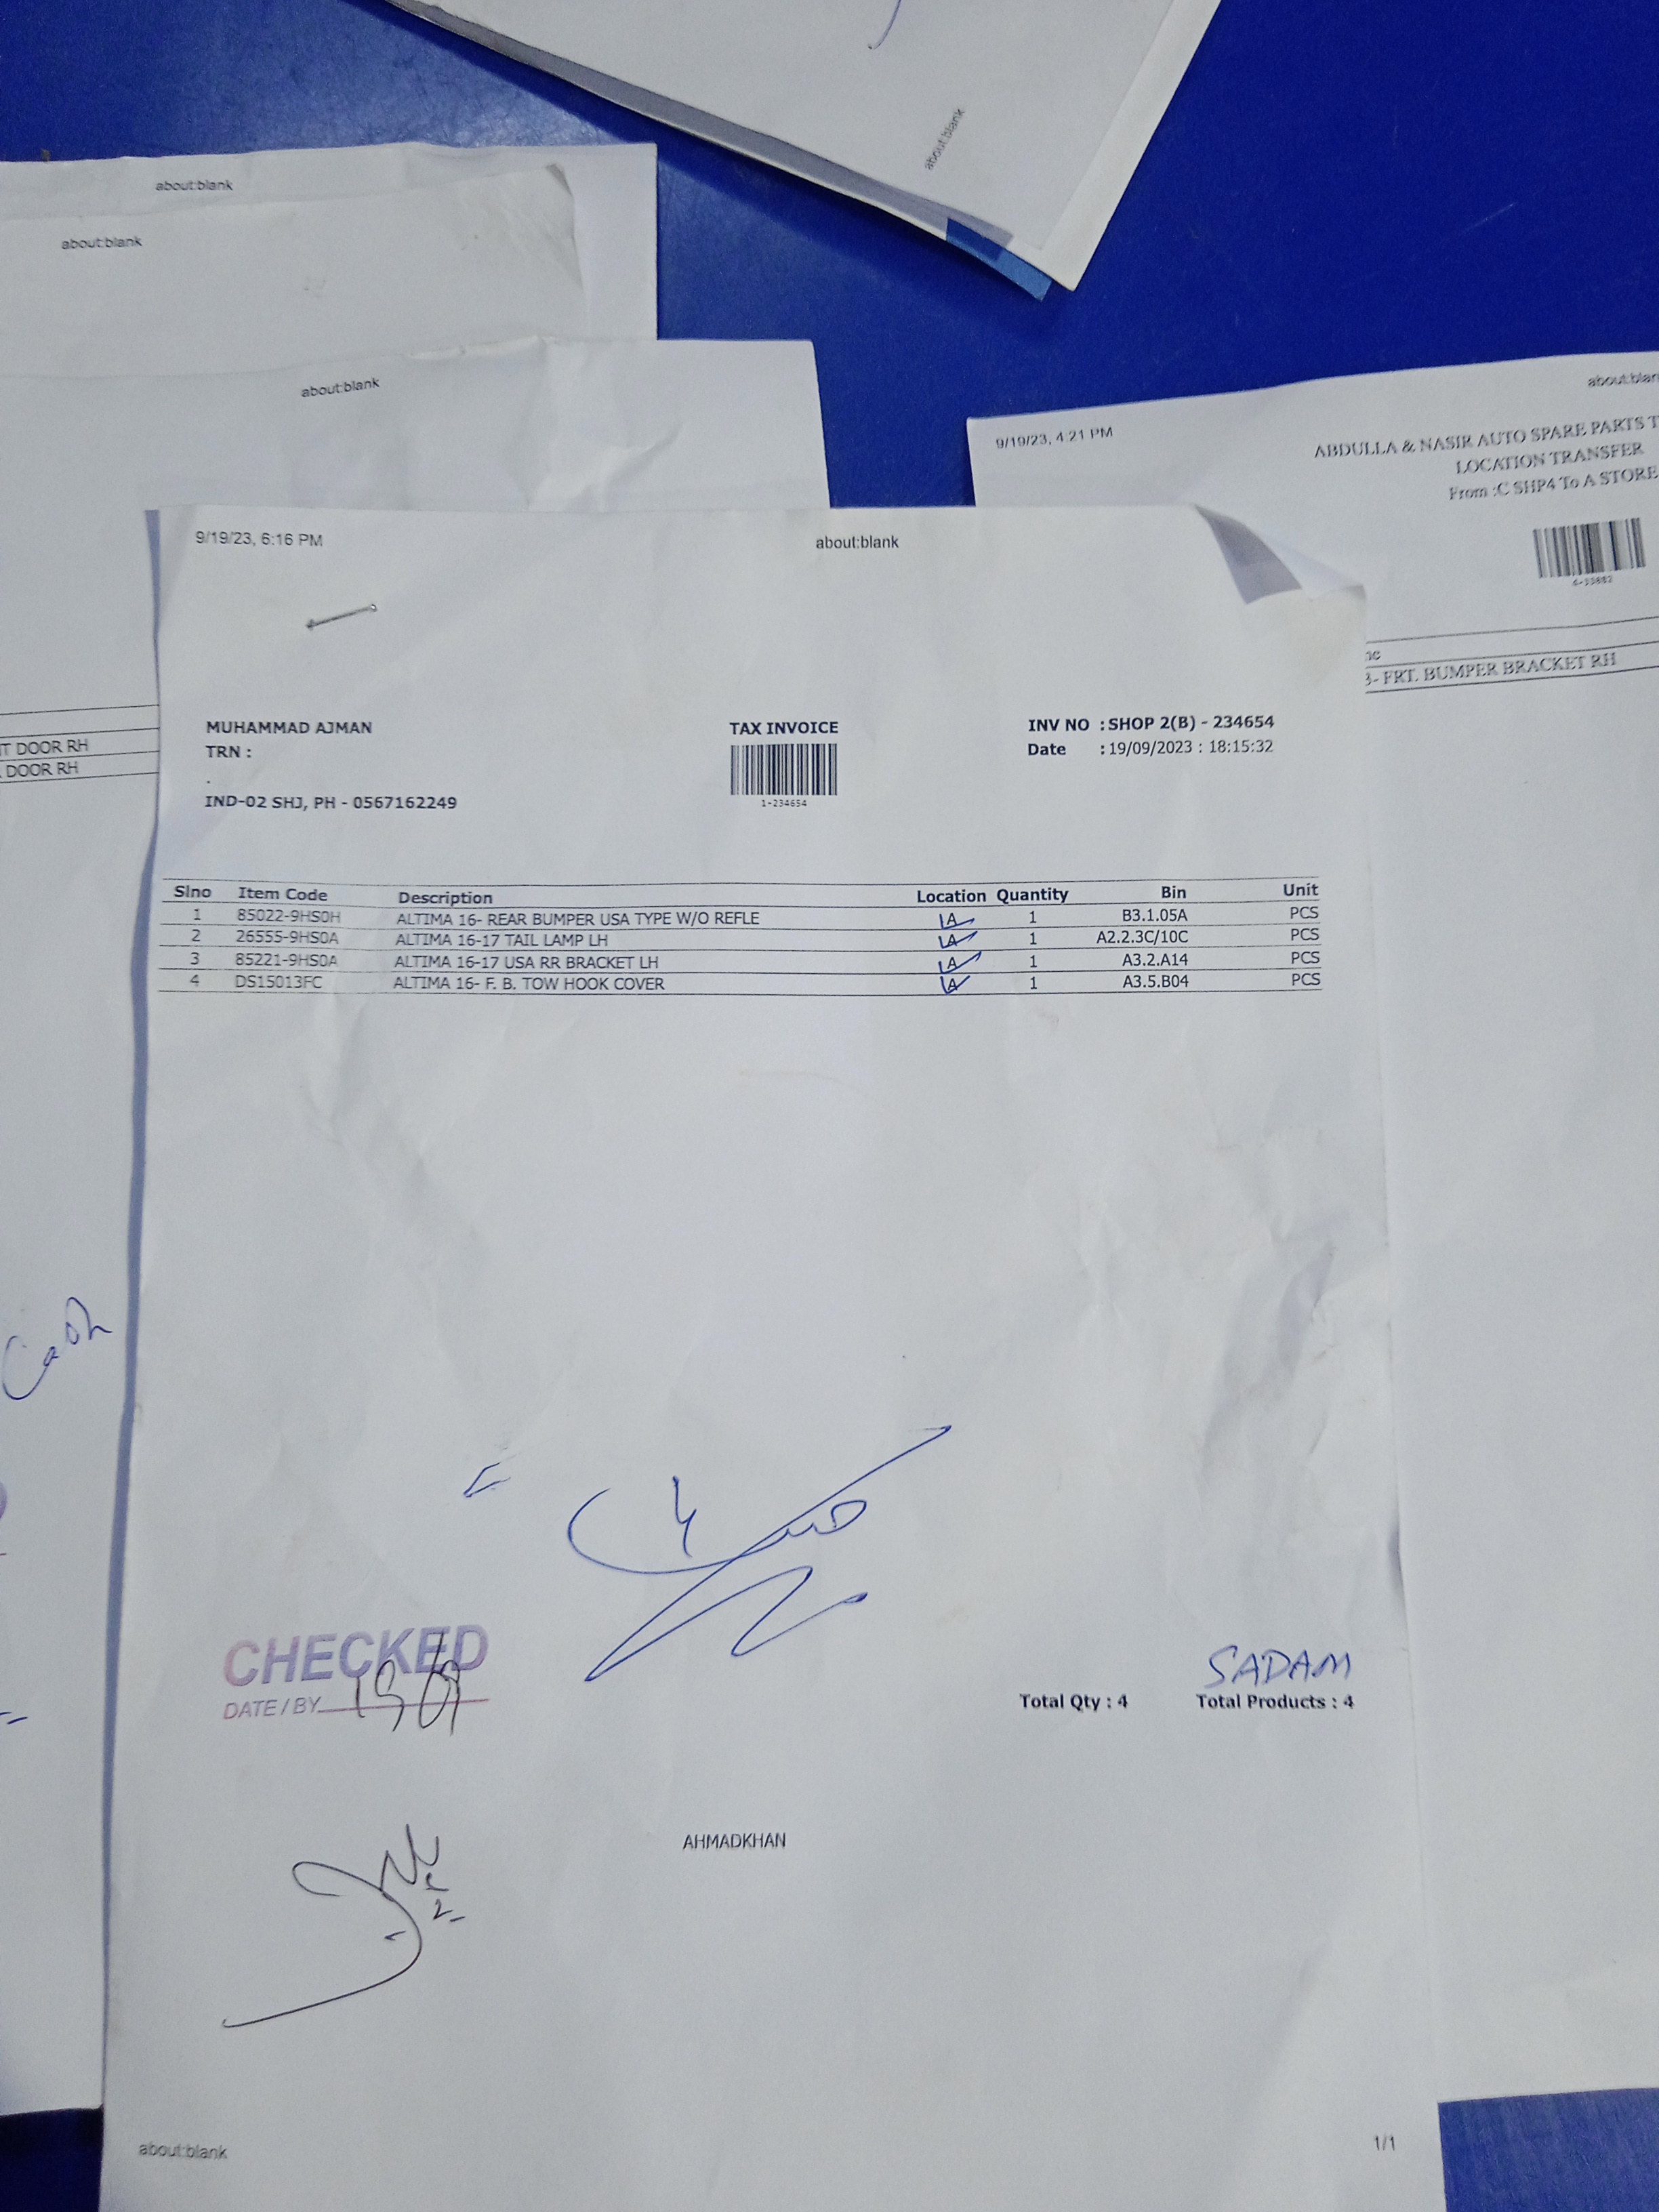 about:blank
about:blank
about:blank
about:blank
9/19/23, 4:21 PM
about:blan
ABDULLA & NASIR AUTO SPARE PARTS T
LOCATION TRANSFER
From :C SHP4 To A STORE
3- FRT. BUMPER BRACKET RH
T DOOR RH
DOOR RH
Cash
9/19/23, 6:16 PM
about:blank
MUHAMMAD AJMAN
TAX INVOICE
INV NO : SHOP 2(B) - 234654
TRN :
Date : 19/09/2023 : 18:15:32
.
IND-02 SHJ, PH - 0567162249
1-234654
Slno Item Code Description Location Quantity Bin Unit
1 85022-9HS0H ALTIMA 16- REAR BUMPER USA TYPE W/O REFLE A 1 B3.1.05A PCS
2 26555-9HS0A ALTIMA 16-17 TAIL LAMP LH A 1 A2.2.3C/10C PCS
3 85221-9HS0A ALTIMA 16-17 USA RR BRACKET LH A 1 A3.2.A14 PCS
4 DS15013FC ALTIMA 16- F. B. TOW HOOK COVER A 1 A3.5.B04 PCS
CHECKED
DATE/BY 19/09
SADAM
Total Qty : 4 Total Products : 4
AHMADKHAN
about:blank
1/1